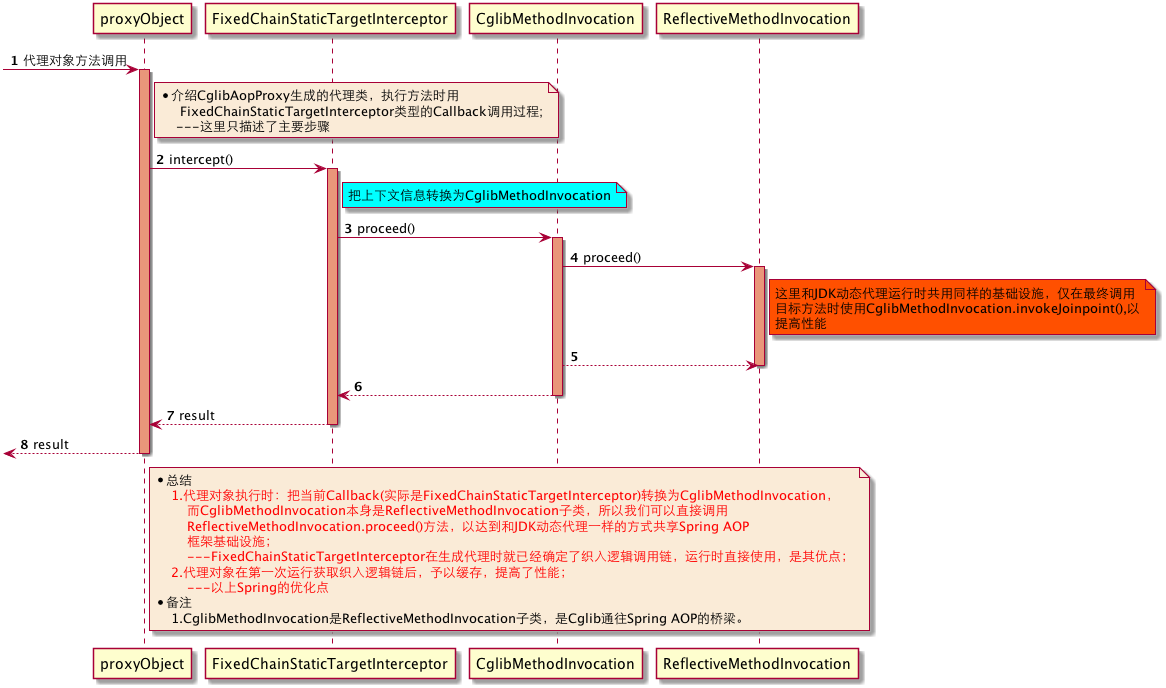 proxyObject
FixedChainStaticTargetInterceptor
CglibMethodInvocation
ReflectiveMethodInvocation
1 代理对象方法调用
•介绍CglibAopProxy生成的代理类，执行方法时用
FixedChainStaticTargetInterceptor类型的Callback调用过程;
---这里只描述了主要步骤
2 intercept()
把上下文信息转换为CglibMethodInvocation
3 proceed()
4 proceed()
这里和JDK动态代理运行时共用同样的基础设施，仅在最终调用
目标方法时使用CglibMethodInvocation.invokeJoinpoint(),以
提高性能
5
6
7 result
8 result
•总结
1.代理对象执行时：把当前Callback(实际是FixedChainStaticTargetInterceptor)转换为CglibMethodInvocation，
而CglibMethodInvocation本身是ReflectiveMethodInvocation子类，所以我们可以直接调用
ReflectiveMethodInvocation.proceed()方法，以达到和JDK动态代理一样的方式共享Spring AOP
框架基础设施；
---FixedChainStaticTargetInterceptor在生成代理时就已经确定了织入逻辑调用链，运行时直接使用，是其优点；
2.代理对象在第一次运行获取织入逻辑链后，予以缓存，提高了性能；
---以上Spring的优化点
•备注
1.CglibMethodInvocation是ReflectiveMethodInvocation子类，是Cglib通往Spring AOP的桥梁。
proxyObject
FixedChainStaticTargetInterceptor
CglibMethodInvocation
ReflectiveMethodInvocation